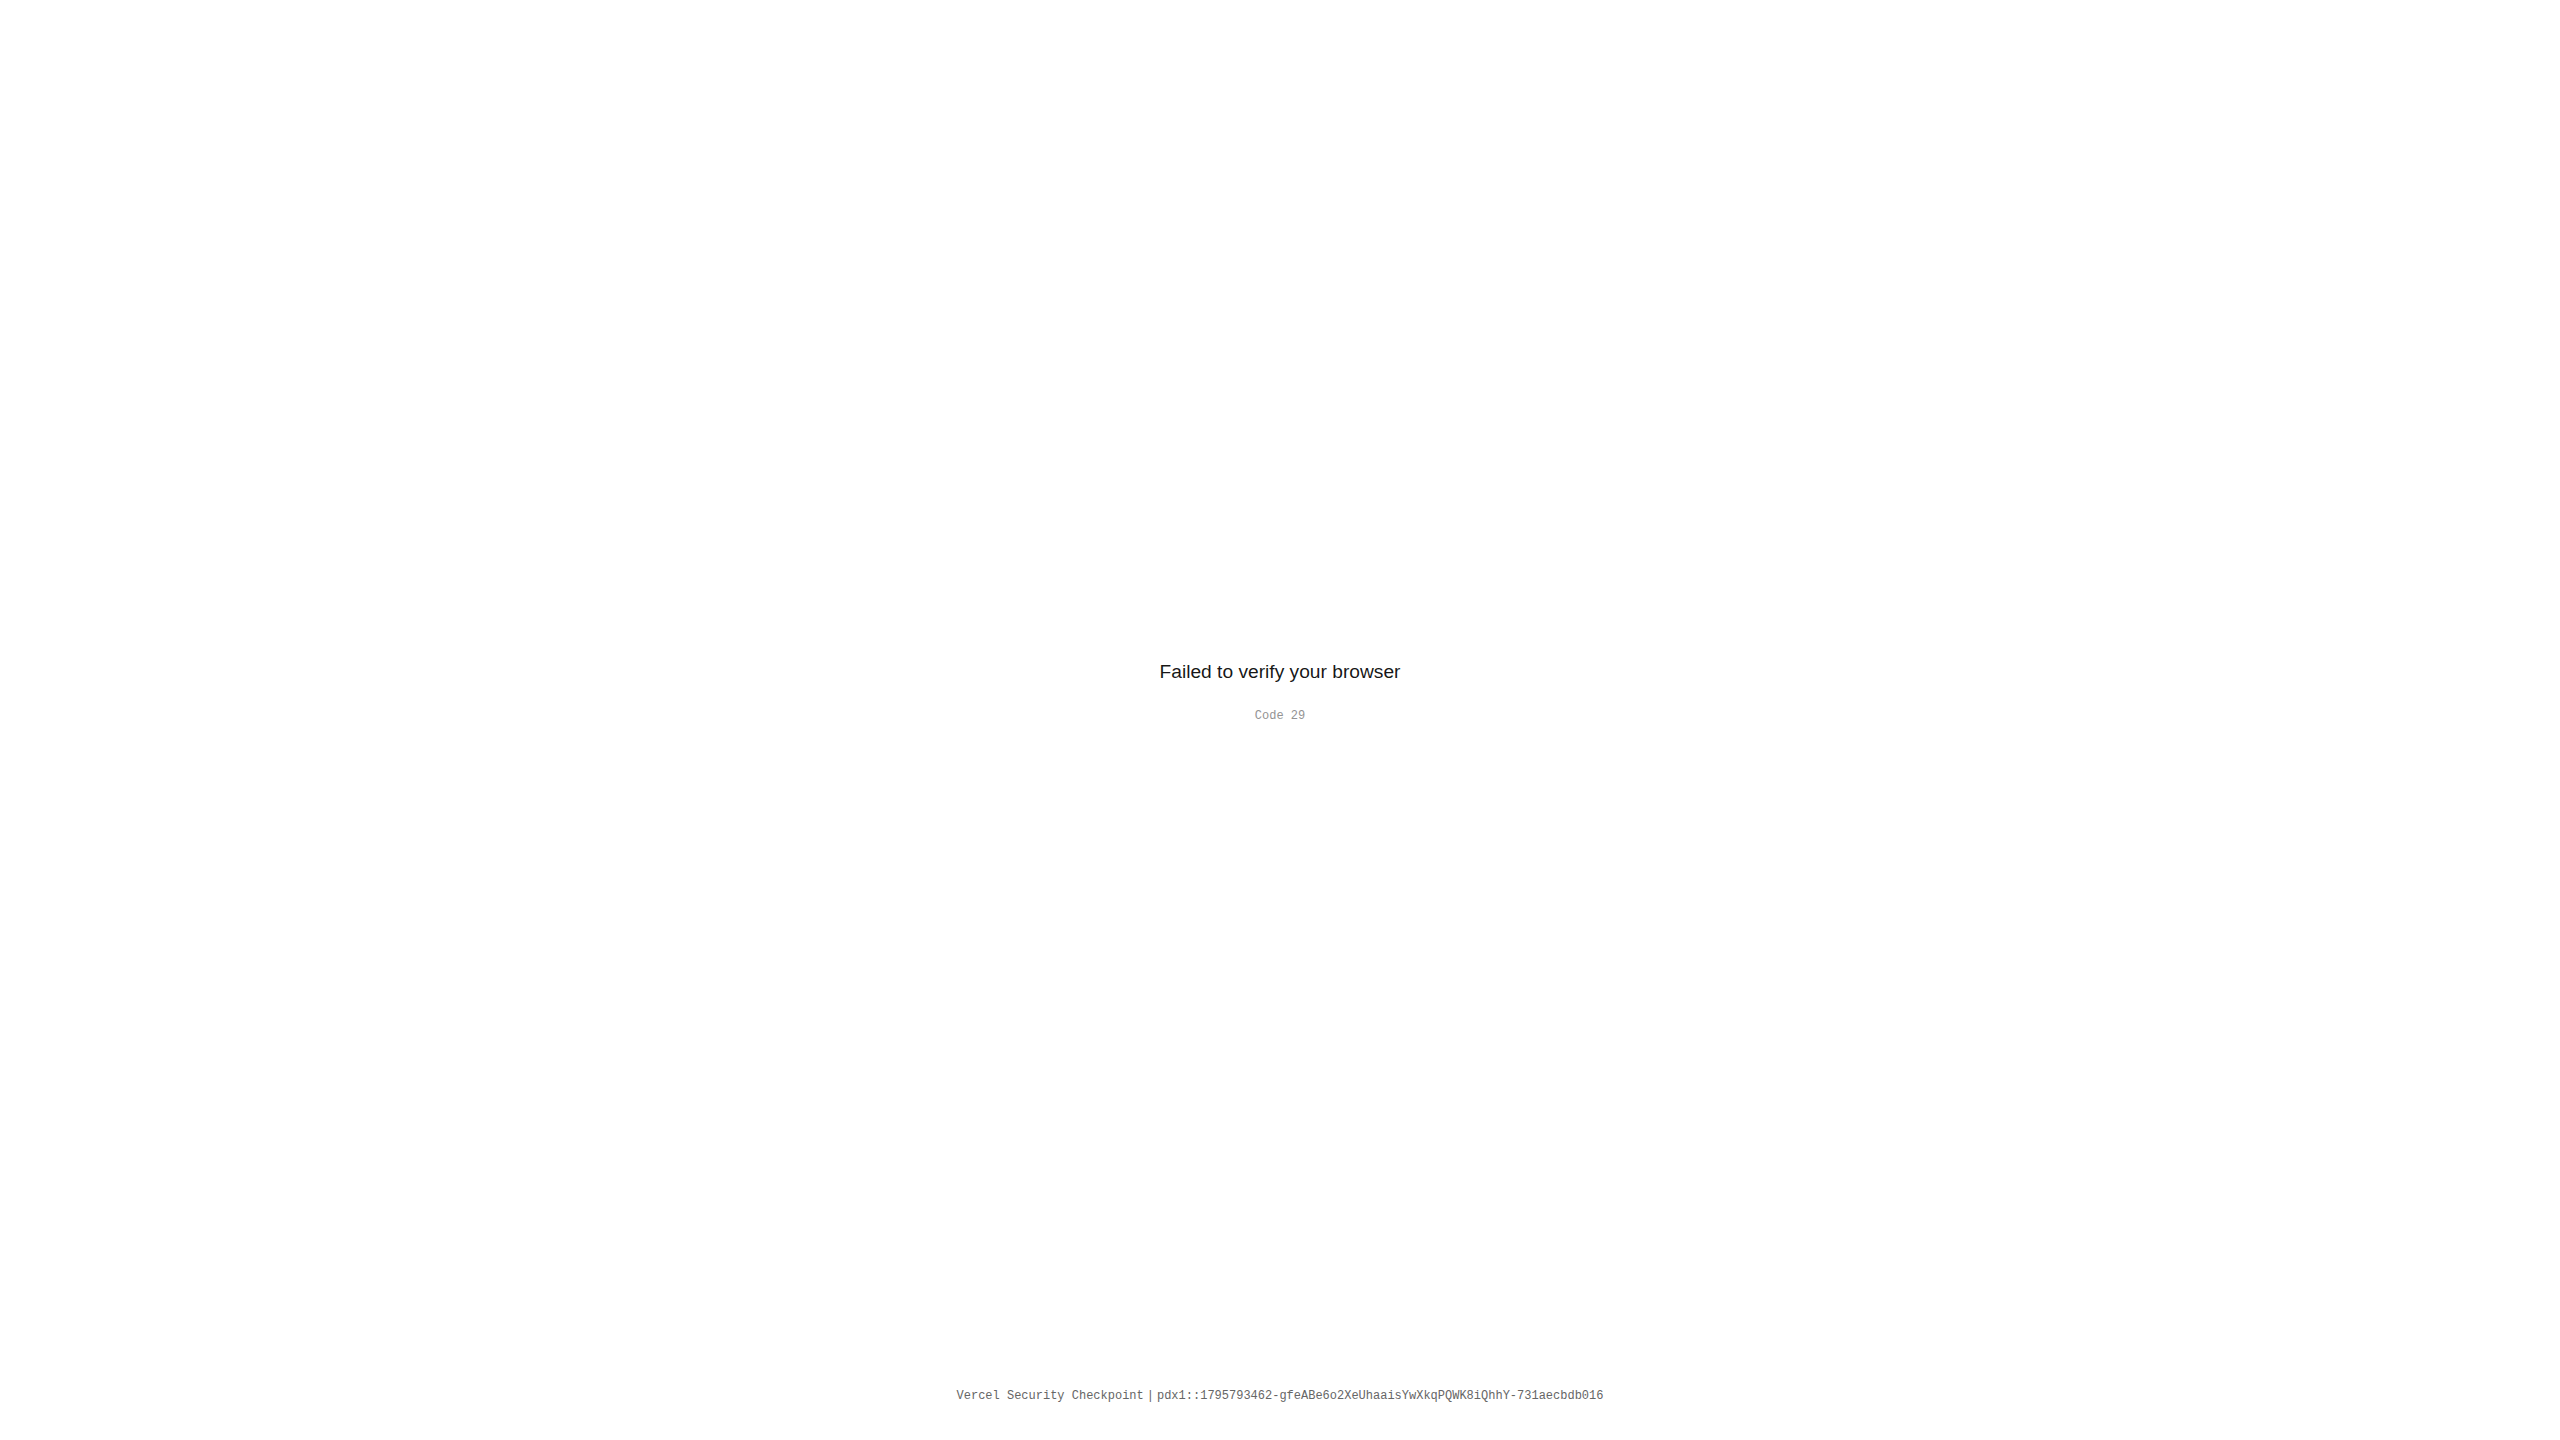 Failed to verify your browser
Code 29
Vercel Security Checkpoint | pdx1::1795793462-gfeABe6o2XeUhaaisYwXkqPQWK8iQhhY-731aecbdb016